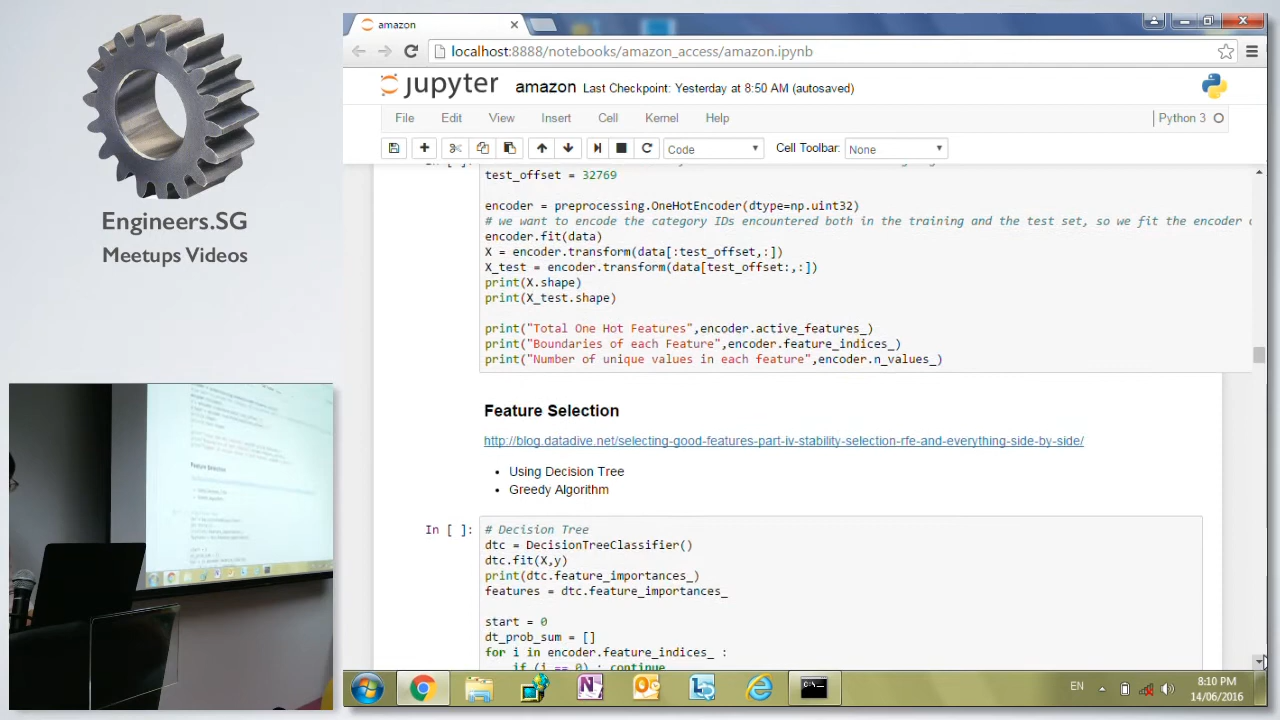 amazon
localhost:8888/notebooks/amazon_access/amazon.ipynb
jupyter amazon Last Checkpoint: Yesterday at 8:50 AM (autosaved)
File Edit View Insert Cell Kernel Help Python 3
Code Cell Toolbar: None
test_offset = 32769
encoder = preprocessing.OneHotEncoder(dtype=np.uint32)
# we want to encode the category IDs encountered both in the training and the test set, so we fit the encoder
encoder.fit(data)
X = encoder.transform(data[:test_offset,:])
X_test = encoder.transform(data[test_offset:,:])
print(X.shape)
print(X_test.shape)
print("Total One Hot Features",encoder.active_features_)
print("Boundaries of each Feature",encoder.feature_indices_)
print("Number of unique values in each feature",encoder.n_values_)
Feature Selection
http://blog.datadive.net/selecting-good-features-part-iv-stability-selection-rfe-and-everything-side-by-side/
• Using Decision Tree
• Greedy Algorithm
In [ ]: # Decision Tree
dtc = DecisionTreeClassifier()
dtc.fit(X,y)
print(dtc.feature_importances_)
features = dtc.feature_importances_
start = 0
dt_prob_sum = []
for i in encoder.feature_indices_ :
if (i == 0) : continue
EN 8:10 PM
14/06/2016
Engineers.SG
Meetups Videos